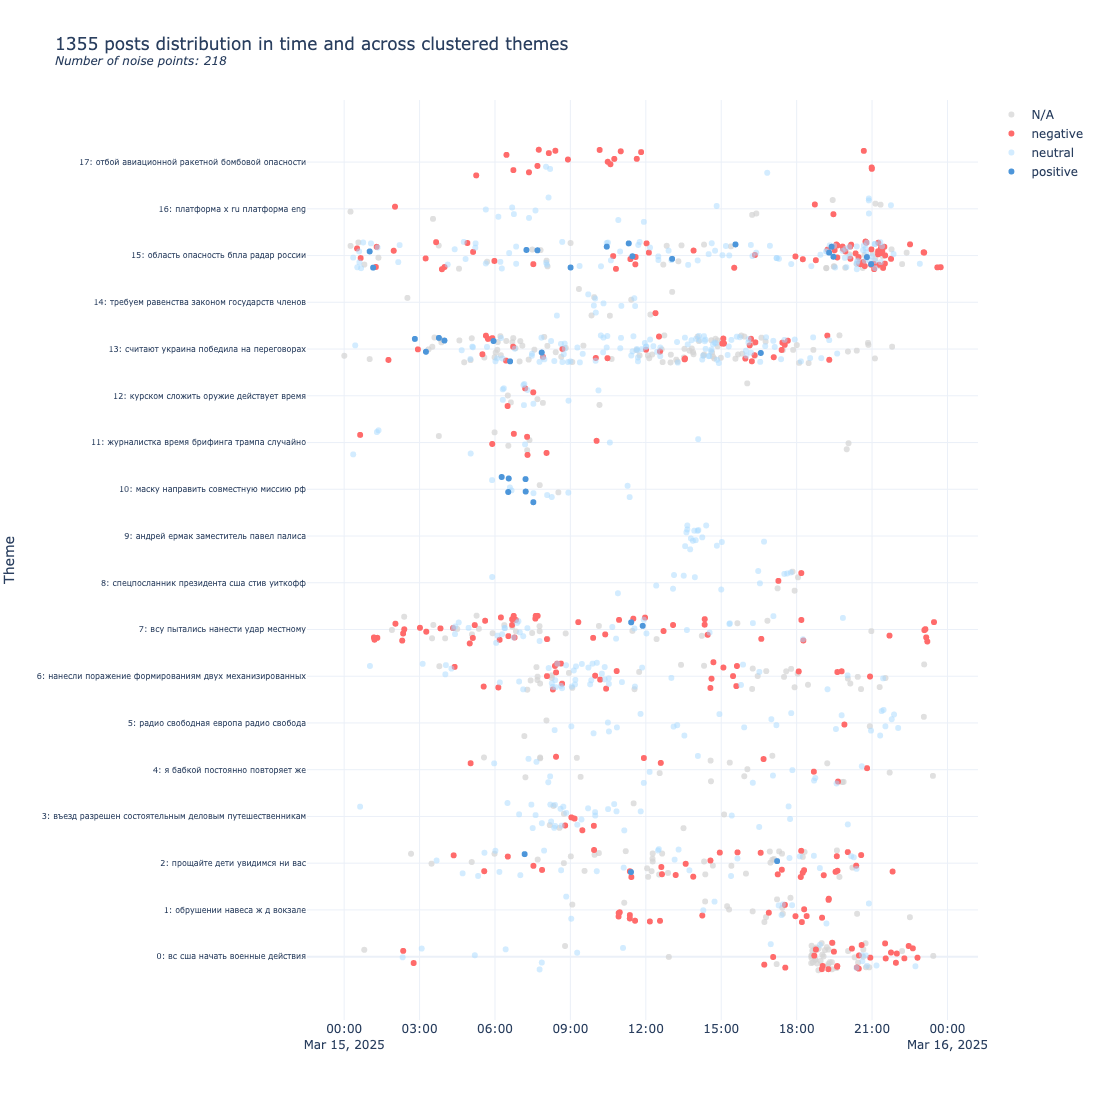 1355 posts distribution in time and across clustered themes
Number of noise points: 218
N/A
negative
neutral
positive
17: отбой авиационной ракетной бомбовой опасности
16: платформа x ru платформа eng
15: область опасность бпла радар россии
14: требуем равенства законом государств членов
13: считают украина победила на переговорах
12: курском сложить оружие действует время
11: журналистка время брифинга трампа случайно
10: маску направить совместную миссию рф
9: андрей ермак заместитель павел палиса
8: спецпосланник президента сша стив уиткофф
7: всу пытались нанести удар местному
6: нанесли поражение формированиям двух механизированных
5: радио свободная европа радио свобода
4: я бабкой постоянно повторяет же
3: въезд разрешен состоятельным деловым путешественникам
2: прощайте дети увидимся ни вас
1: обрушении навеса ж д вокзале
0: вс сша начать военные действия
Theme
00:00 03:00 06:00 09:00 12:00 15:00 18:00 21:00 00:00
Mar 15, 2025 Mar 16, 2025